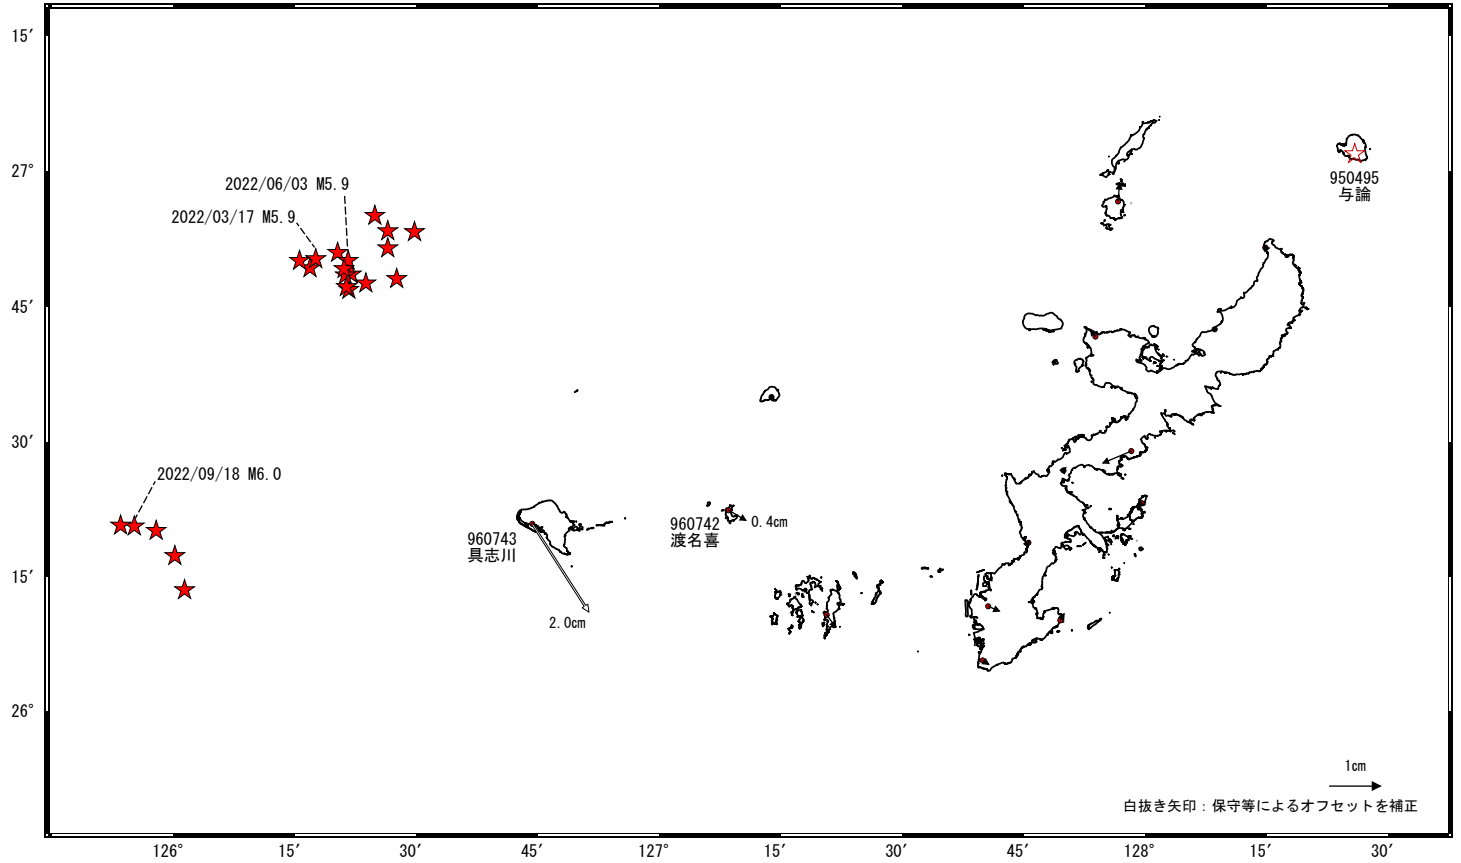 15′
27°
45′
30′
15′
26°
2022/06/03 M5.9
2022/03/17 M5.9
2022/09/18 M6.0
950495
与論
960743
具志川
2.0cm
960742
渡名喜
0.4cm
1cm
白抜き矢印：保守等によるオフセットを補正
126°
15′
30′
45′
127°
15′
30′
45′
128°
15′
30′